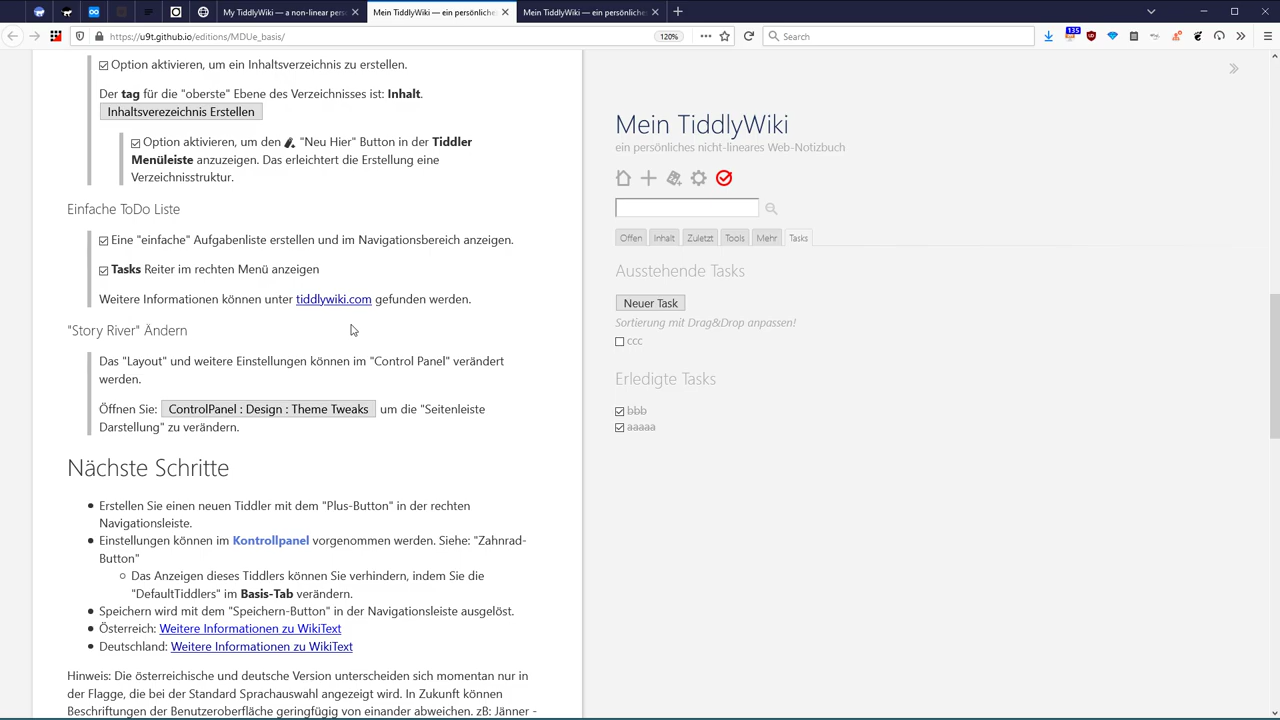 My TiddlyWiki — a non-linear pers
Mein TiddlyWiki — ein persönliche
Mein TiddlyWiki — ein persönliche
https://u9t.github.io/editions/MDUe_basis/
120%
Search
135
Option aktivieren, um ein Inhaltsverzeichnis zu erstellen.
Der tag für die "oberste" Ebene des Verzeichnisses ist: Inhalt.
Inhaltsverezeichnis Erstellen
Option aktivieren, um den "Neu Hier" Button in der Tiddler
Menüleiste anzuzeigen. Das erleichtert die Erstellung eine
Verzeichnisstruktur.
Einfache ToDo Liste
Eine "einfache" Aufgabenliste erstellen und im Navigationsbereich anzeigen.
Tasks Reiter im rechten Menü anzeigen
Weitere Informationen können unter tiddlywiki.com gefunden werden.
"Story River" Ändern
Das "Layout" und weitere Einstellungen können im "Control Panel" verändert
werden.
Öffnen Sie: ControlPanel : Design : Theme Tweaks um die "Seitenleiste
Darstellung" zu verändern.
Nächste Schritte
Erstellen Sie einen neuen Tiddler mit dem "Plus-Button" in der rechten
Navigationsleiste.
Einstellungen können im Kontrollpanel vorgenommen werden. Siehe: "Zahnrad-
Button"
Das Anzeigen dieses Tiddlers können Sie verhindern, indem Sie die
"DefaultTiddlers" im Basis-Tab verändern.
Speichern wird mit dem "Speichern-Button" in der Navigationsleiste ausgelöst.
Österreich: Weitere Informationen zu WikiText
Deutschland: Weitere Informationen zu WikiText
Hinweis: Die österreichische und deutsche Version unterscheiden sich momentan nur in
der Flagge, die bei der Standard Sprachauswahl angezeigt wird. In Zukunft können
Beschriftungen der Benutzeroberfläche geringfügig von einander abweichen. zB: Jänner -
Mein TiddlyWiki
ein persönliches nicht-lineares Web-Notizbuch
Offen Inhalt Zuletzt Tools Mehr Tasks
Ausstehende Tasks
Neuer Task
Sortierung mit Drag&Drop anpassen!
ccc
Erledigte Tasks
bbb
aaaaa